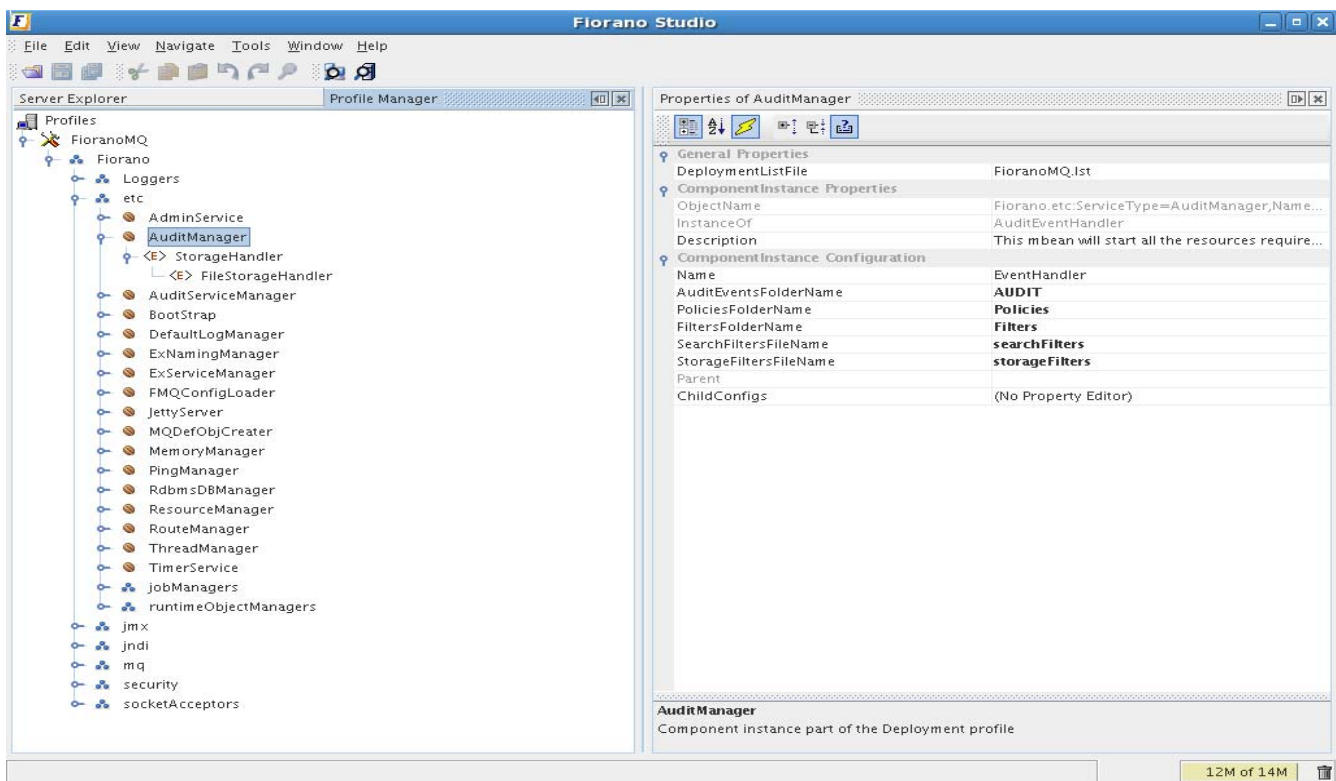 Fiorano Studio
File Edit View Navigate Tools Window Help
Server Explorer
Profile Manager
Profiles
FioranoMQ
Fiorano
Loggers
etc
AdminService
AuditManager
<E> StorageHandler
<E> FileStorageHandler
AuditServiceManager
BootStrap
DefaultLogManager
ExNamingManager
ExServiceManager
FMQConfigLoader
JettyServer
MQDefObjCreater
MemoryManager
PingManager
RdbmsDBManager
ResourceManager
RouteManager
ThreadManager
TimerService
jobManagers
runtimeObjectManagers
jmx
jndi
mq
security
socketAcceptors
Properties of AuditManager
General Properties
DeploymentListFile FioranoMQ.lst
ComponentInstance Properties
ObjectName Fiorano.etc:ServiceType=AuditManager,Name...
InstanceOf AuditEventHandler
Description This mbean will start all the resources require...
ComponentInstance Configuration
Name EventHandler
AuditEventsFolderName AUDIT
PoliciesFolderName Policies
FiltersFolderName Filters
SearchFiltersFileName searchFilters
StorageFiltersFileName storageFilters
Parent
ChildConfigs (No Property Editor)
AuditManager
Component instance part of the Deployment profile
12M of 14M